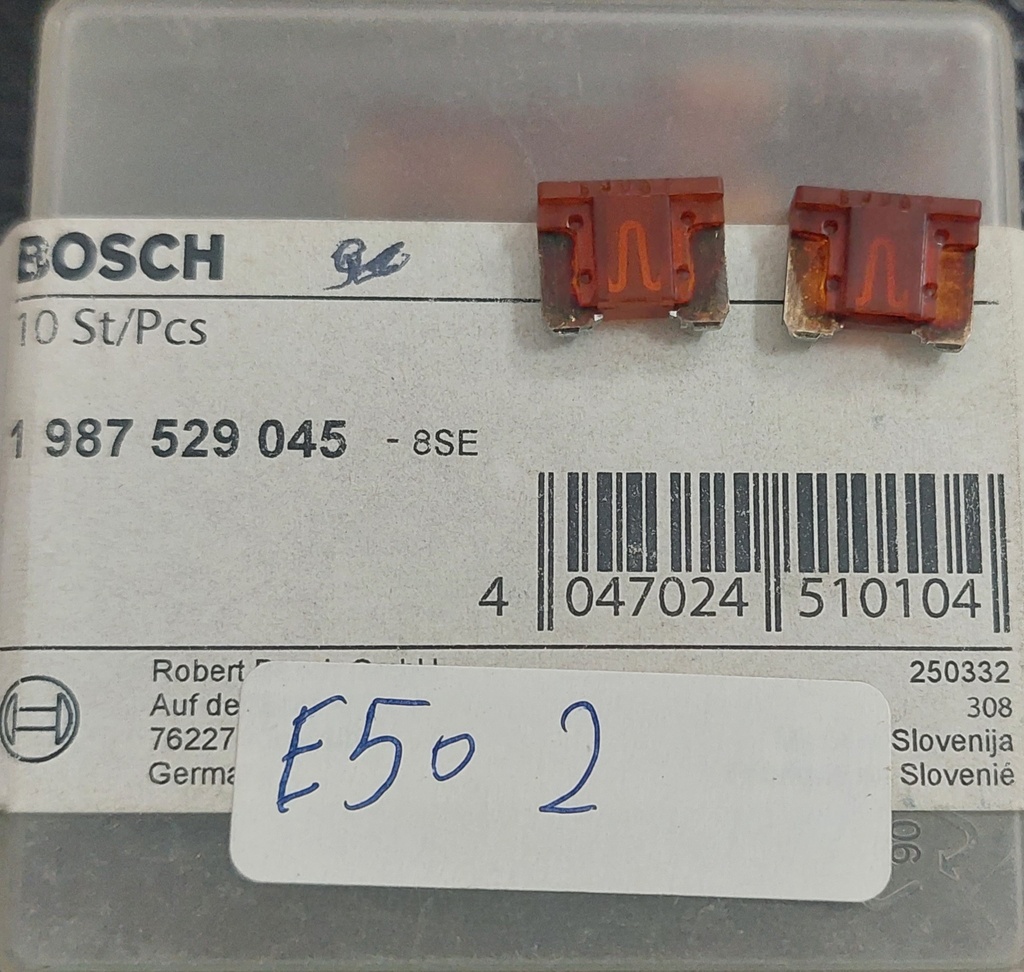 BOSCH
10 St/Pcs
1 987 529 045 - 8SE
4 047024 510104
Robert
250332
Auf de
308
76227
Slovenija
Germa
Slovenié
E50 2
90